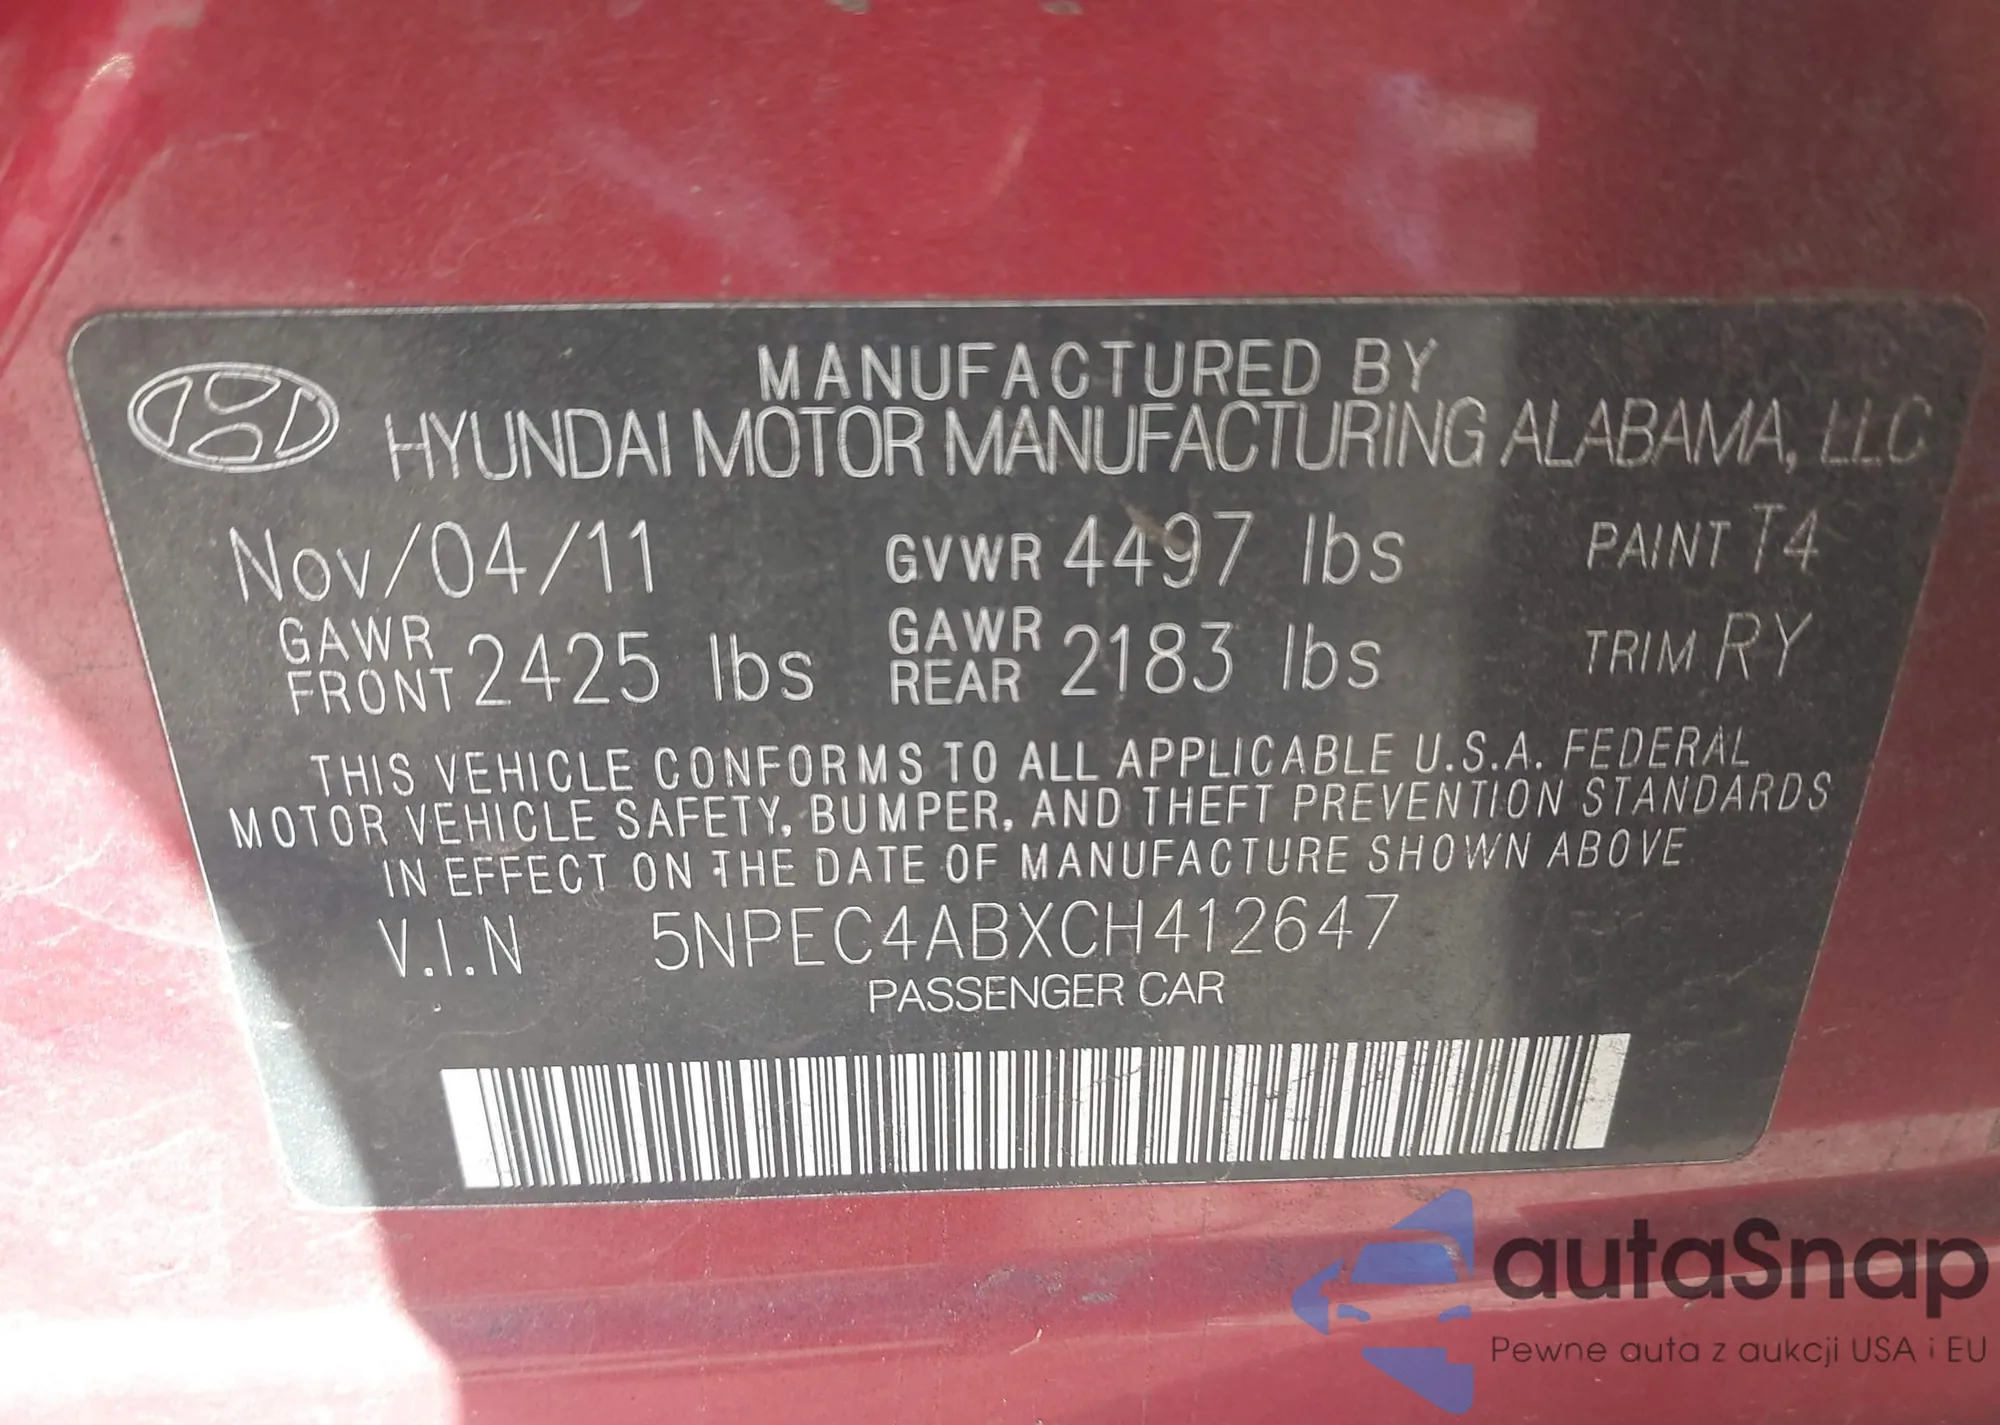 MANUFACTURED BY
HYUNDAI MOTOR MANUFACTURING ALABAMA, LLC
Nov/04/11 GVWR 4497 lbs PAINT T4
GAWR FRONT 2425 lbs GAWR REAR 2183 lbs TRIM RY
THIS VEHICLE CONFORMS TO ALL APPLICABLE U.S.A. FEDERAL
MOTOR VEHICLE SAFETY, BUMPER, AND THEFT PREVENTION STANDARDS
IN EFFECT ON THE DATE OF MANUFACTURE SHOWN ABOVE
V.I.N 5NPEC4ABXCH412647
PASSENGER CAR
autaSnap
Pewne auta z aukcji USA i EU